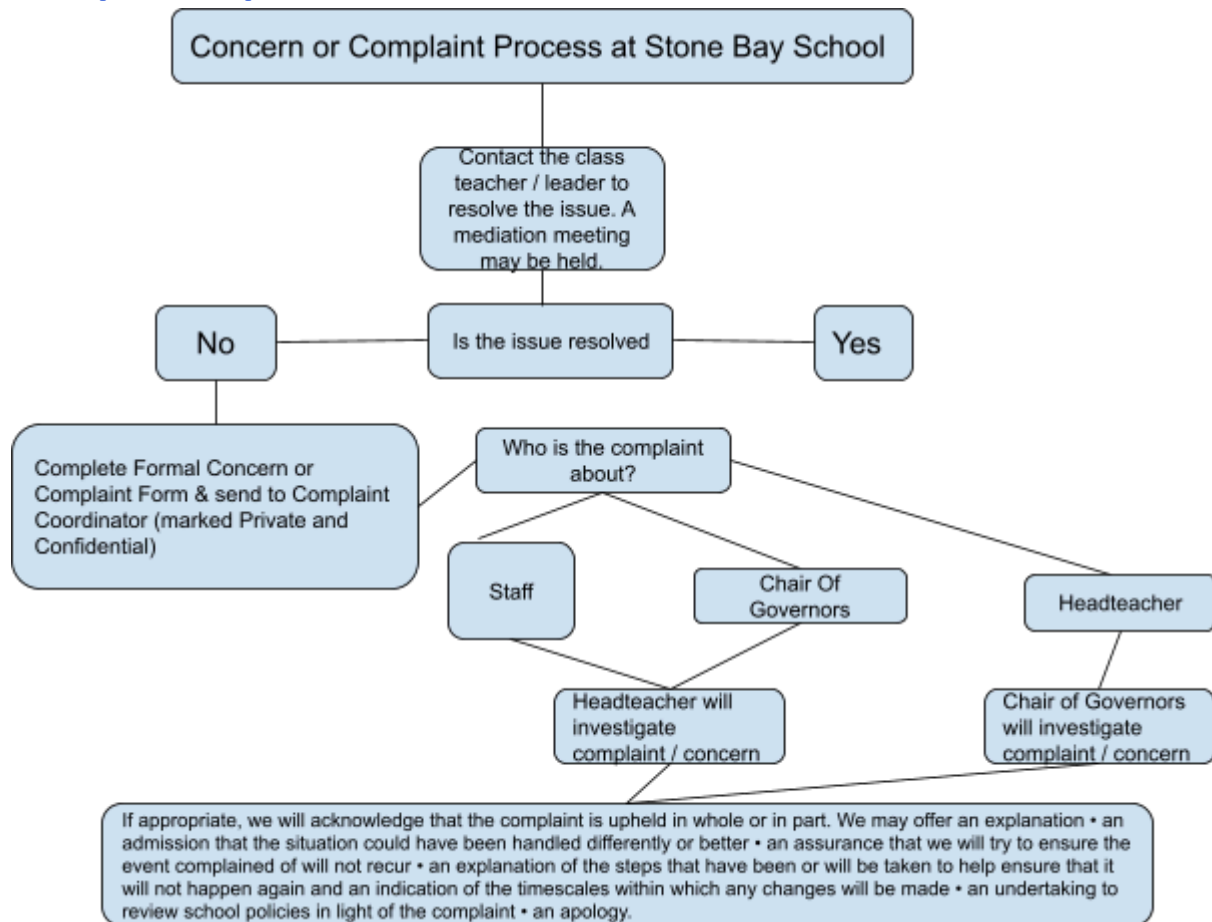 Concern or Complaint Process at Stone Bay School
Contact the class
teacher / leader to
resolve the issue. A
mediation meeting
may be held.
No
Is the issue resolved
Yes
Complete Formal Concern or
Complaint Form & send to Complaint
Coordinator (marked Private and
Confidential)
Who is the complaint
about?
Staff
Chair Of
Governors
Headteacher
Headteacher will
investigate
complaint / concern
Chair of Governors
will investigate
complaint / concern
If appropriate, we will acknowledge that the complaint is upheld in whole or in part. We may offer an explanation • an
admission that the situation could have been handled differently or better • an assurance that we will try to ensure the
event complained of will not recur • an explanation of the steps that have been or will be taken to help ensure that it
will not happen again and an indication of the timescales within which any changes will be made • an undertaking to
review school policies in light of the complaint • an apology.